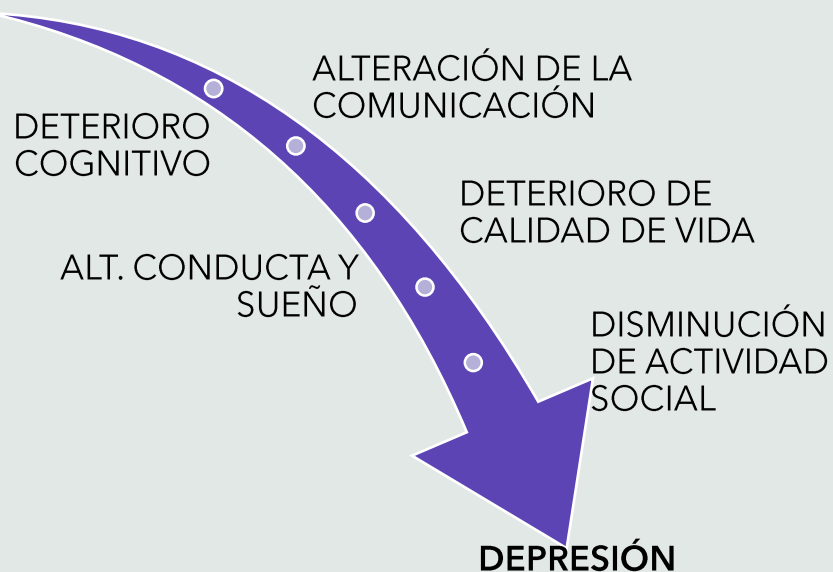 DETERIORO
COGNITIVO
ALTERACIÓN DE LA
COMUNICACIÓN
ALT. CONDUCTA Y
SUEÑO
DETERIORO DE
CALIDAD DE VIDA
DISMINUCIÓN
DE ACTIVIDAD
SOCIAL
DEPRESIÓN